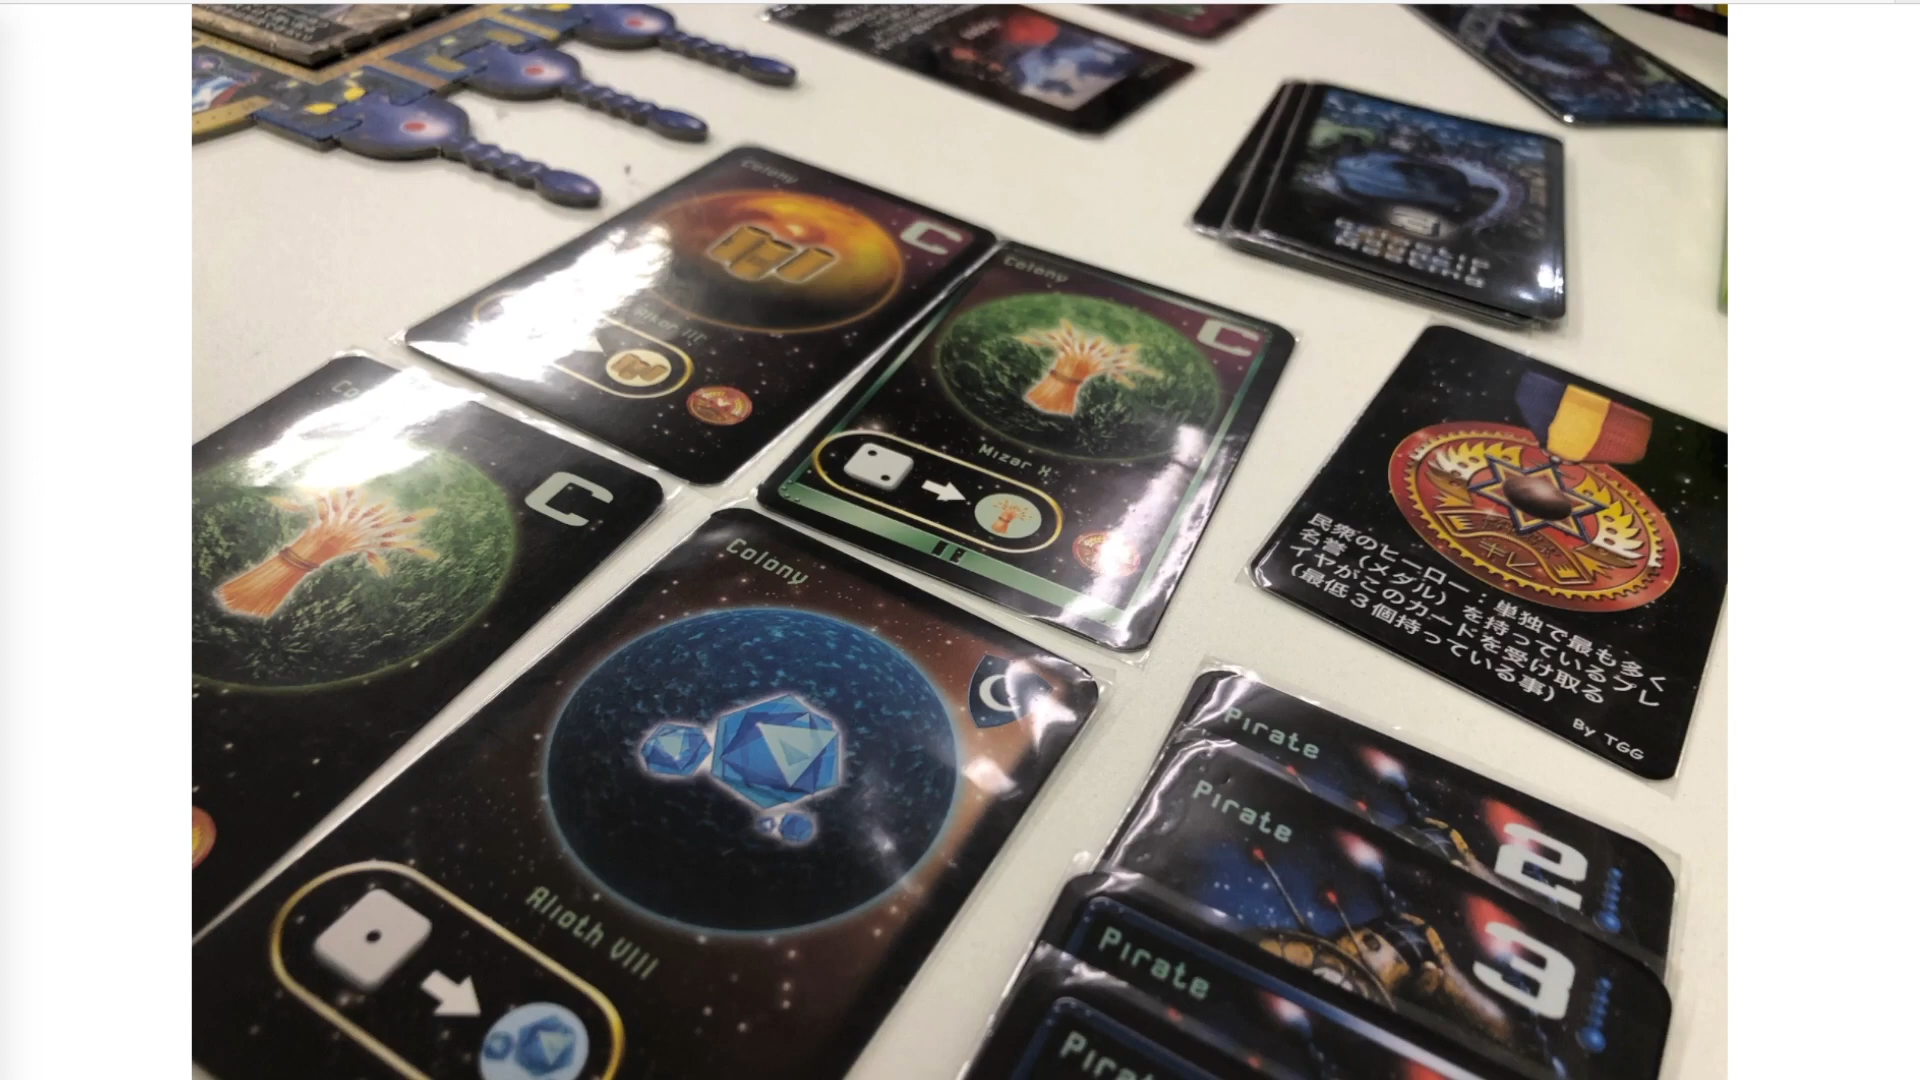 Colony
C
Colony
C
Mizar X
C
Colony
C
Alioth VIII
民衆のヒーロー：単独で最も多く
名誉（メダル）を持っているプレ
イヤがこのカードを受け取る
（最低３個持っている事）
By TGG
Pirate
2
Pirate
3
Pirate
Pirate